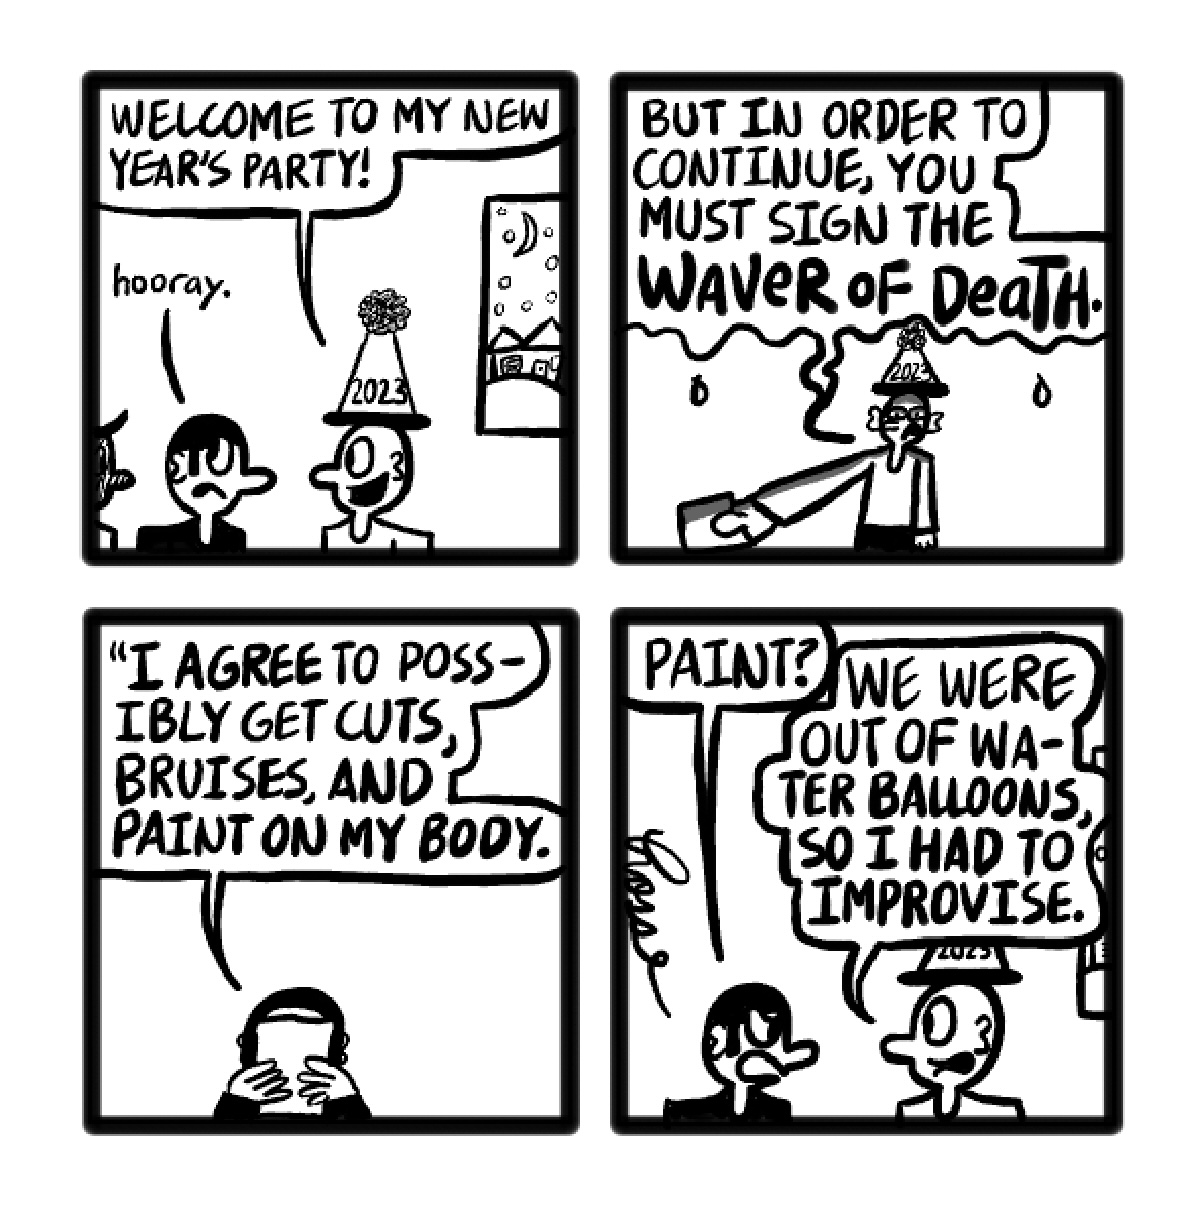 WELCOME TO MY NEW
YEAR'S PARTY!
hooray.
2023
BUT IN ORDER TO
CONTINUE, YOU
MUST SIGN THE
WAVeR oF DeaTH.
2023
"I AGREE TO POSS-
IBLY GET CUTS,
BRUISES, AND
PAINT ON MY BODY.
PAINT?
WE WERE
OUT OF WA-
TER BALLOONS,
SO I HAD TO
IMPROVISE.
2023